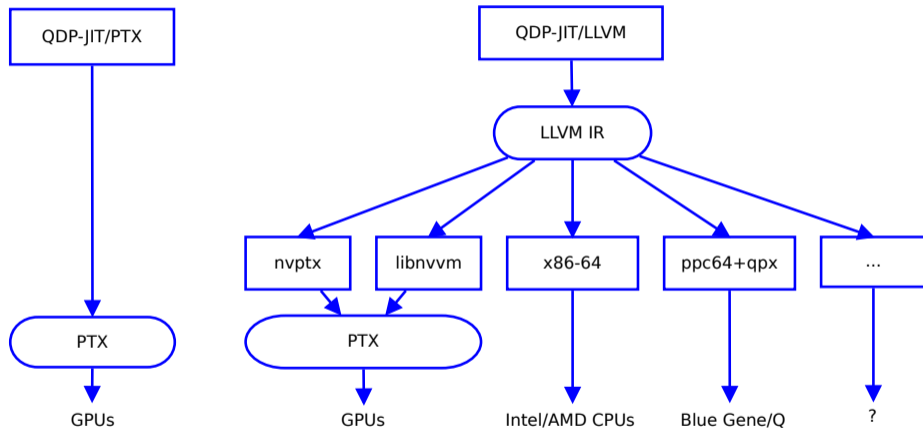 QDP-JIT/PTX
QDP-JIT/LLVM
LLVM IR
nvptx
libnvvm
x86-64
ppc64+qpx
...
PTX
PTX
GPUs
GPUs
Intel/AMD CPUs
Blue Gene/Q
?